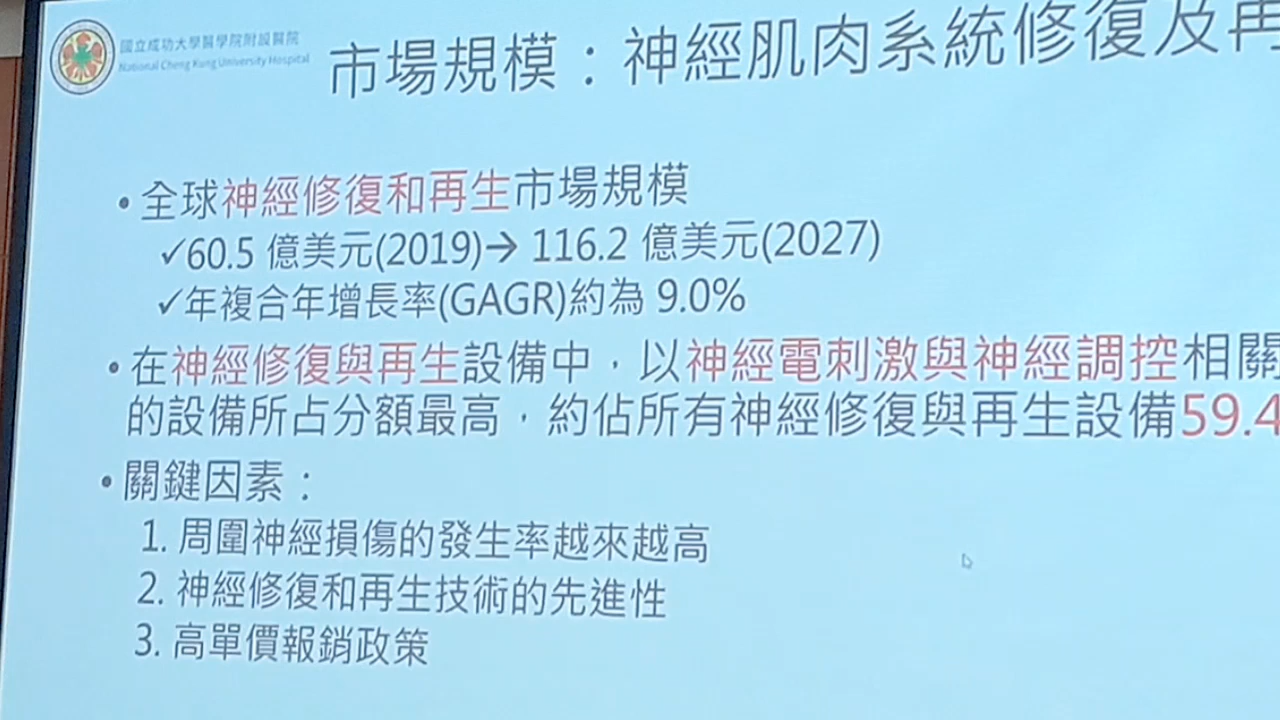 國立成功大學醫學院附設醫院
National Cheng Kung University Hospital
市場規模：神經肌肉系統修復及再
• 全球神經修復和再生市場規模
✓60.5 億美元(2019)→ 116.2 億美元(2027)
✓年複合年增長率(GAGR)約為 9.0%
• 在神經修復與再生設備中，以神經電刺激與神經調控相關
的設備所占分額最高，約佔所有神經修復與再生設備59.4
• 關鍵因素：
1. 周圍神經損傷的發生率越來越高
2. 神經修復和再生技術的先進性
3. 高單價報銷政策